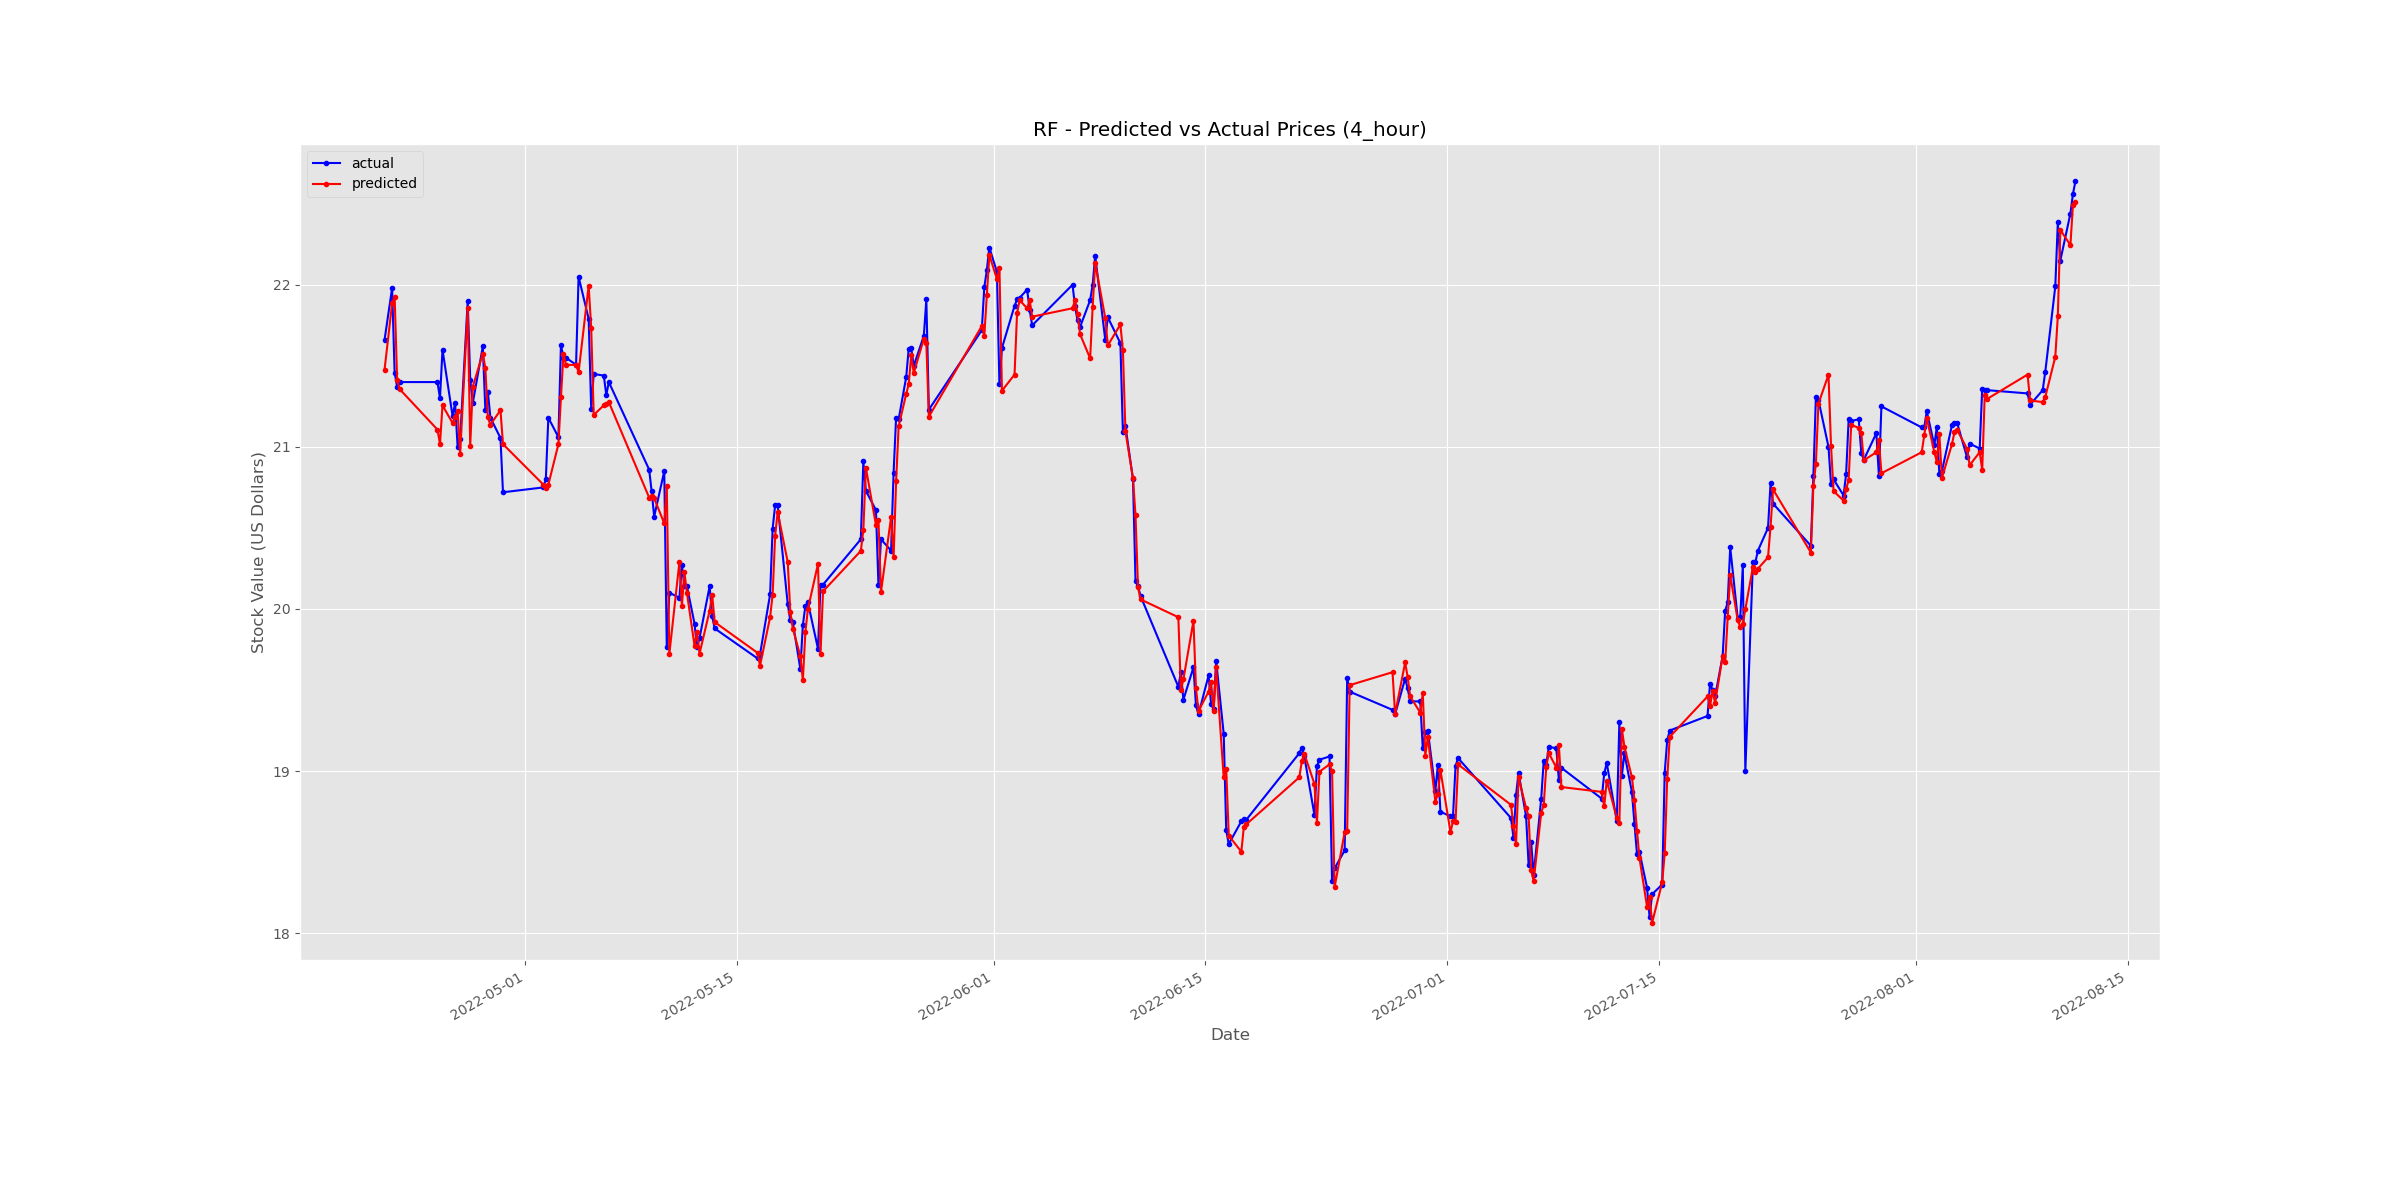 RF - Predicted vs Actual Prices (4_hour)
actual
predicted
22
21
20
19
18
Stock Value (US Dollars)
2022-05-01
2022-05-15
2022-06-01
2022-06-15
2022-07-01
2022-07-15
2022-08-01
2022-08-15
Date